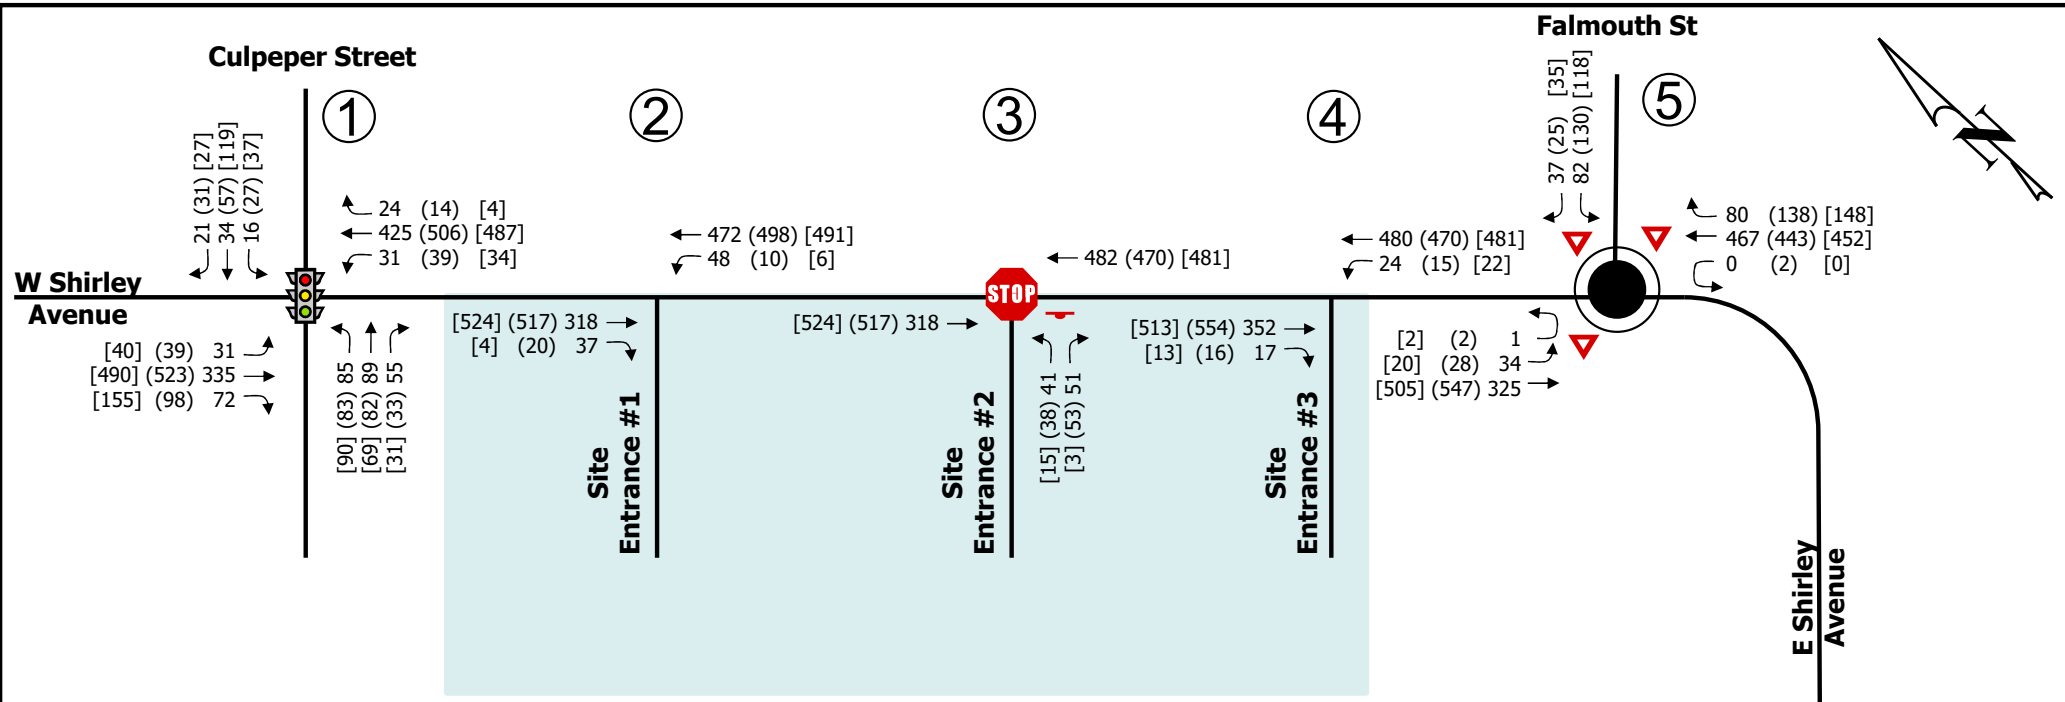 Falmouth St
Culpeper Street
1
2
3
4
5
N
21 (31) [27]
34 (57) [119]
16 (27) [37]
24 (14) [4]
425 (506) [487]
31 (39) [34]
472 (498) [491]
48 (10) [6]
482 (470) [481]
480 (470) [481]
24 (15) [22]
37 (25) [35]
82 (130) [118]
80 (138) [148]
467 (443) [452]
0 (2) [0]
W Shirley
Avenue
STOP
[40] (39) 31
[490] (523) 335
[155] (98) 72
[90] (83) 85
[69] (82) 89
[31] (33) 55
[524] (517) 318
[4] (20) 37
[524] (517) 318
[15] (38) 41
[3] (53) 51
[513] (554) 352
[13] (16) 17
[2] (2) 1
[20] (28) 34
[505] (547) 325
Site
Entrance #1
Site
Entrance #2
Site
Entrance #3
E Shirley
Avenue